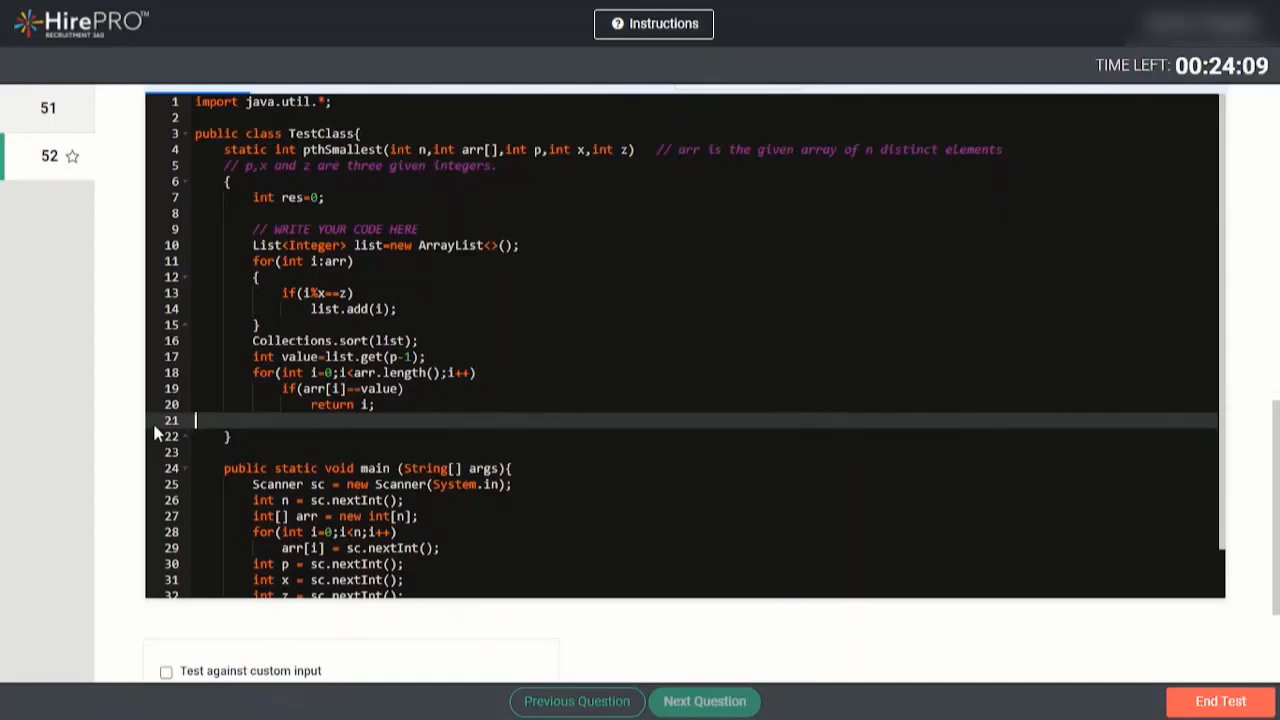 HirePRO™
RECRUITMENT 360
Instructions
TIME LEFT: 00:24:09
51
52
1 import java.util.*;
2
3 public class TestClass{
4 static int pthSmallest(int n,int arr[],int p,int x,int z) // arr is the given array of n distinct elements
5 // p,x and z are three given integers.
6 {
7 int res=0;
8
9 // WRITE YOUR CODE HERE
10 List<Integer> list=new ArrayList<>();
11 for(int i:arr)
12 {
13 if(i%x==z)
14 list.add(i);
15 }
16 Collections.sort(list);
17 int value=list.get(p-1);
18 for(int i=0;i<arr.length();i++)
19 if(arr[i]==value)
20 return i;
21
22 }
23
24 public static void main (String[] args){
25 Scanner sc = new Scanner(System.in);
26 int n = sc.nextInt();
27 int[] arr = new int[n];
28 for(int i=0;i<n;i++)
29 arr[i] = sc.nextInt();
30 int p = sc.nextInt();
31 int x = sc.nextInt();
32 int z = sc.nextInt();
Test against custom input
Previous Question
Next Question
End Test